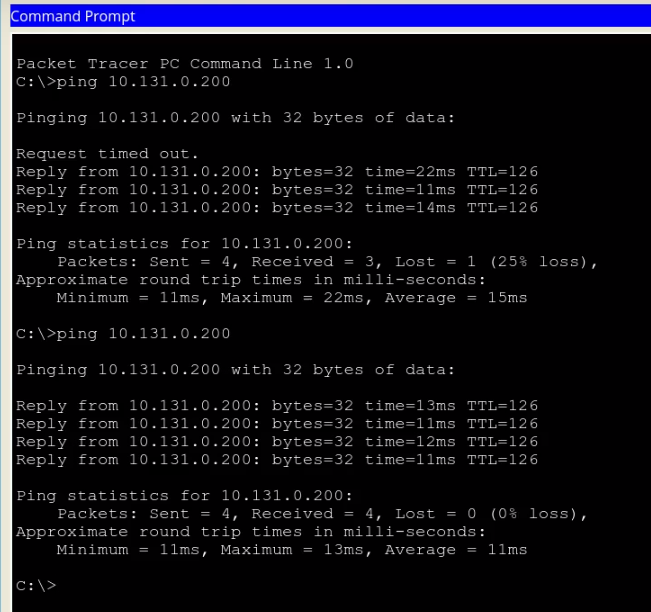 Command Prompt
Packet Tracer PC Command Line 1.0
C:\>ping 10.131.0.200
Pinging 10.131.0.200 with 32 bytes of data:
Request timed out.
Reply from 10.131.0.200: bytes=32 time=22ms TTL=126
Reply from 10.131.0.200: bytes=32 time=11ms TTL=126
Reply from 10.131.0.200: bytes=32 time=14ms TTL=126
Ping statistics for 10.131.0.200:
Packets: Sent = 4, Received = 3, Lost = 1 (25% loss),
Approximate round trip times in milli-seconds:
Minimum = 11ms, Maximum = 22ms, Average = 15ms
C:\>ping 10.131.0.200
Pinging 10.131.0.200 with 32 bytes of data:
Reply from 10.131.0.200: bytes=32 time=13ms TTL=126
Reply from 10.131.0.200: bytes=32 time=11ms TTL=126
Reply from 10.131.0.200: bytes=32 time=12ms TTL=126
Reply from 10.131.0.200: bytes=32 time=11ms TTL=126
Ping statistics for 10.131.0.200:
Packets: Sent = 4, Received = 4, Lost = 0 (0% loss),
Approximate round trip times in milli-seconds:
Minimum = 11ms, Maximum = 13ms, Average = 11ms
C:\>